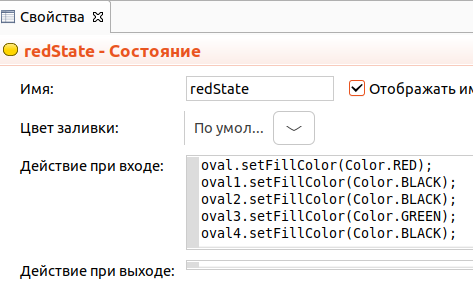 Свойства
redState - Состояние
Имя: redState Отображать им
Цвет заливки: По умол...
Действие при входе: oval.setFillColor(Color.RED);
oval1.setFillColor(Color.BLACK);
oval2.setFillColor(Color.BLACK);
oval3.setFillColor(Color.GREEN);
oval4.setFillColor(Color.BLACK);
Действие при выходе: